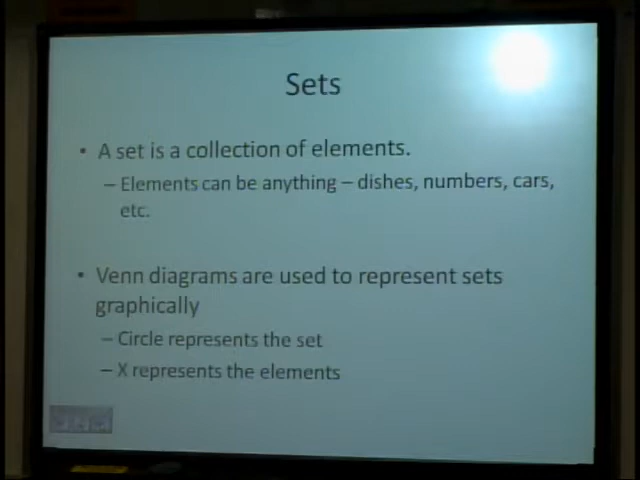 Sets
• A set is a collection of elements.
– Elements can be anything – dishes, numbers, cars,
etc.
• Venn diagrams are used to represent sets
graphically
– Circle represents the set
– X represents the elements